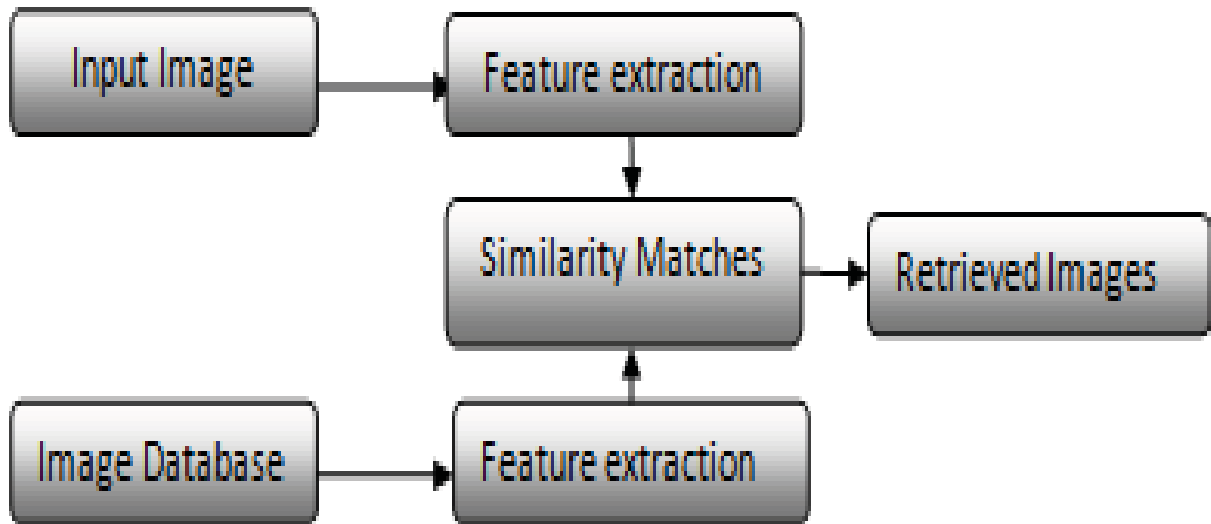 Input Image
Feature extraction
Similarity Matches
Retrieved Images
Image Database
Feature extraction